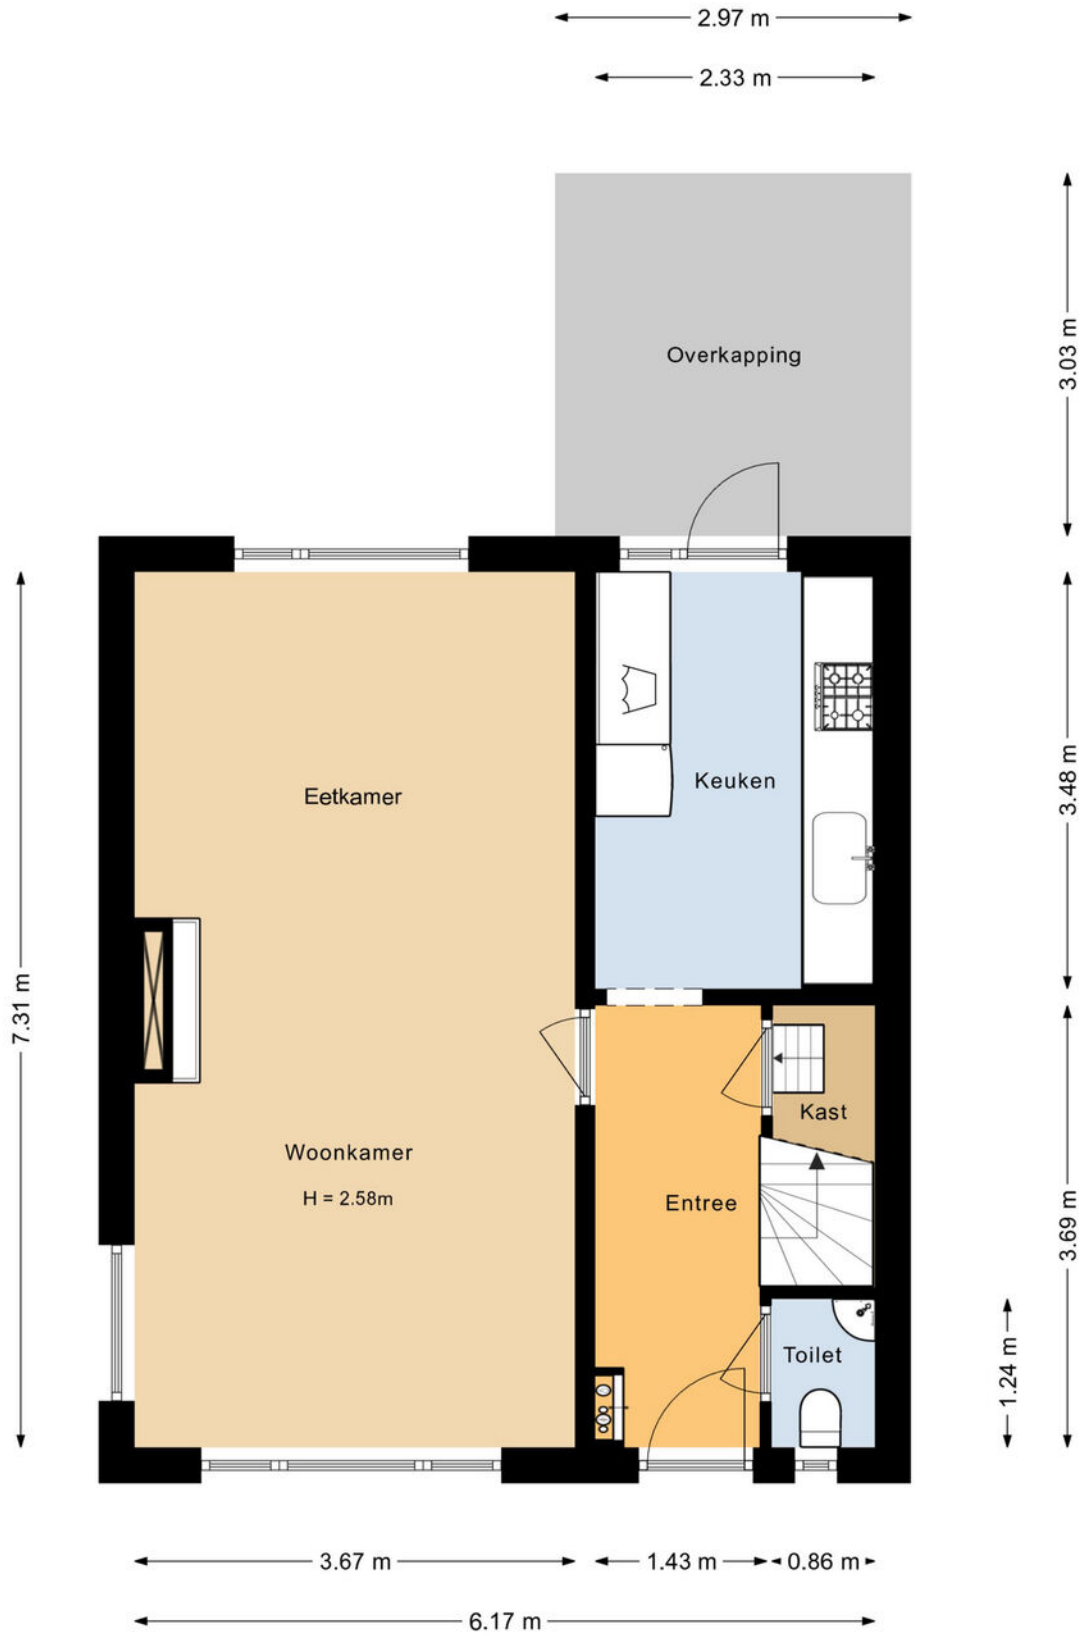 2.97 m
2.33 m
Overkapping
3.03 m
Eetkamer
Keuken
3.48 m
7.31 m
Kast
Woonkamer
H = 2.58m
Entree
3.69 m
Toilet
1.24 m
3.67 m
1.43 m
0.86 m
6.17 m